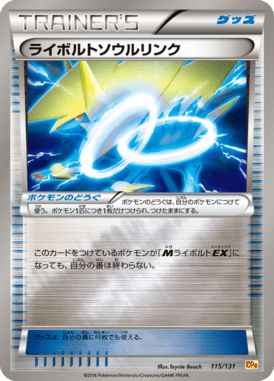 TRAINER'S
グッズ
ライボルトソウルリンク
ポケモンのどうぐ
ポケモンのどうぐは、自分のポケモンにつけて
使う。ポケモン1匹につき1枚だけつけられ、つけたままにする。
このカードをつけているポケモンが「MライボルトEX」に
なっても、自分の番は終わらない。
グッズは、自分の番に何枚でも使える。
Illus. Toyste Beach
115/131
CP4
©2016 Pokémon/Nintendo/Creatures/GAME FREAK.